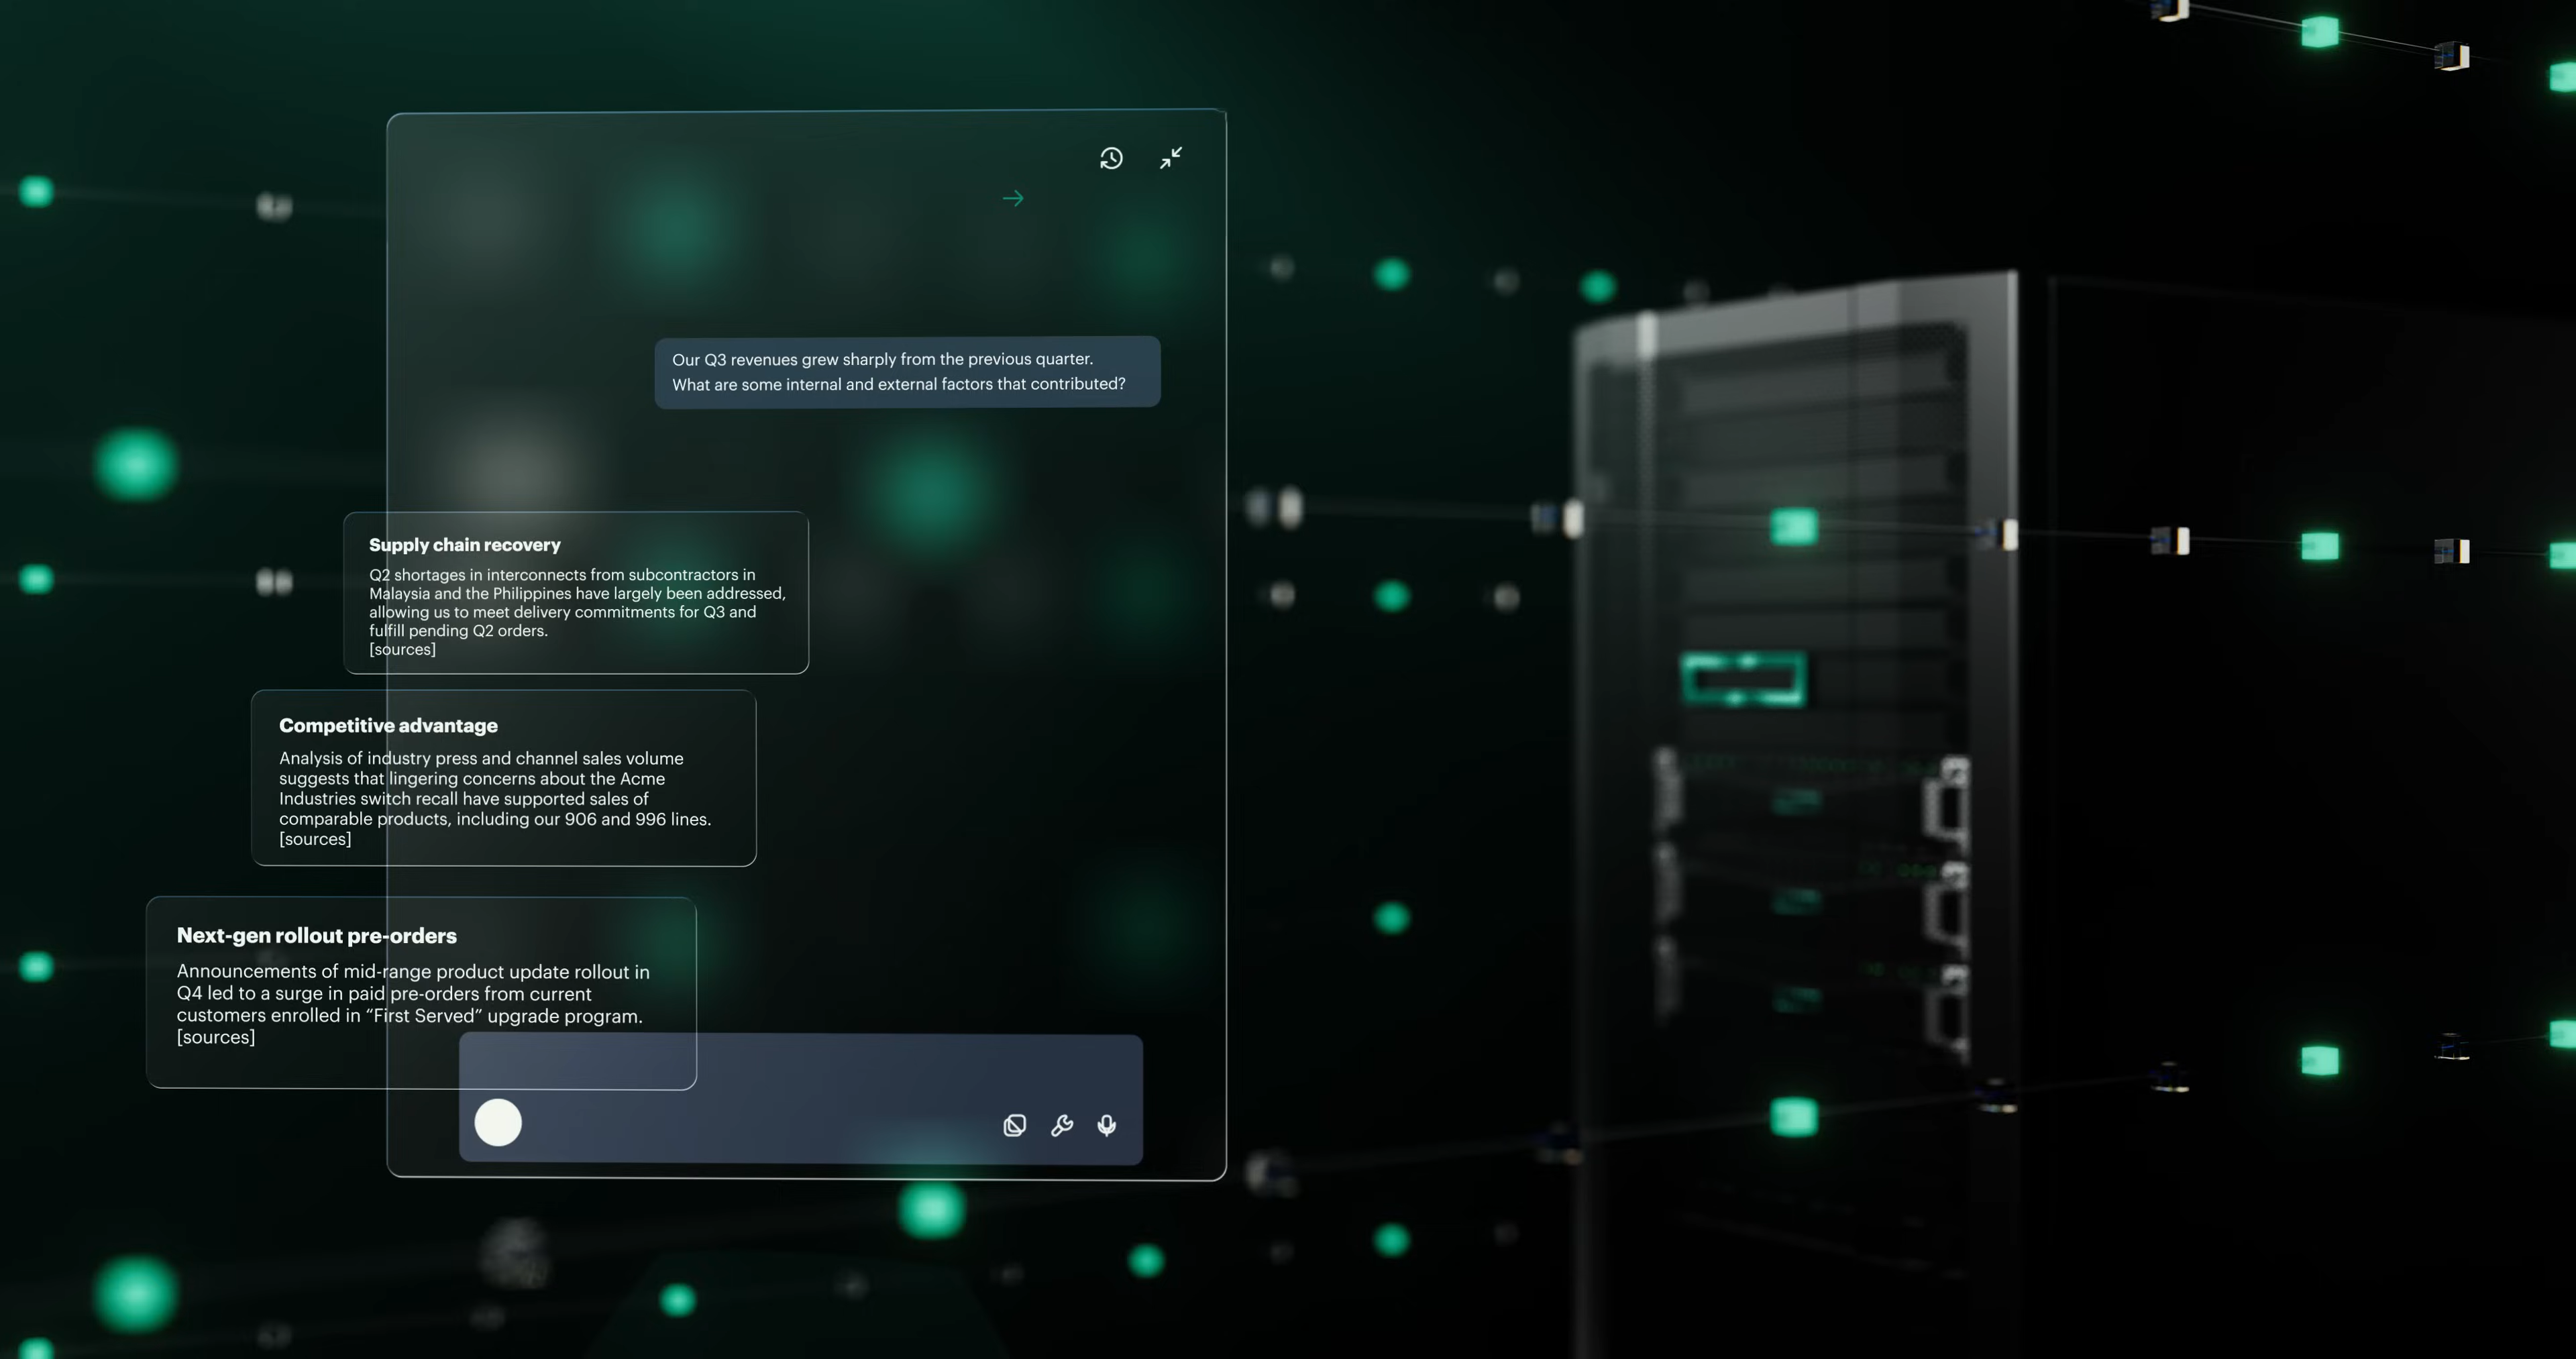 Our Q3 revenues grew sharply from the previous quarter.
What are some internal and external factors that contributed?
Supply chain recovery
Q2 shortages in interconnects from subcontractors in
Malaysia and the Philippines have largely been addressed,
allowing us to meet delivery commitments for Q3 and
fulfill pending Q2 orders.
[sources]
Competitive advantage
Analysis of industry press and channel sales volume
suggests that lingering concerns about the Acme
Industries switch recall have supported sales of
comparable products, including our 906 and 996 lines.
[sources]
Next-gen rollout pre-orders
Announcements of mid-range product update rollout in
Q4 led to a surge in paid pre-orders from current
customers enrolled in “First Served” upgrade program.
[sources]